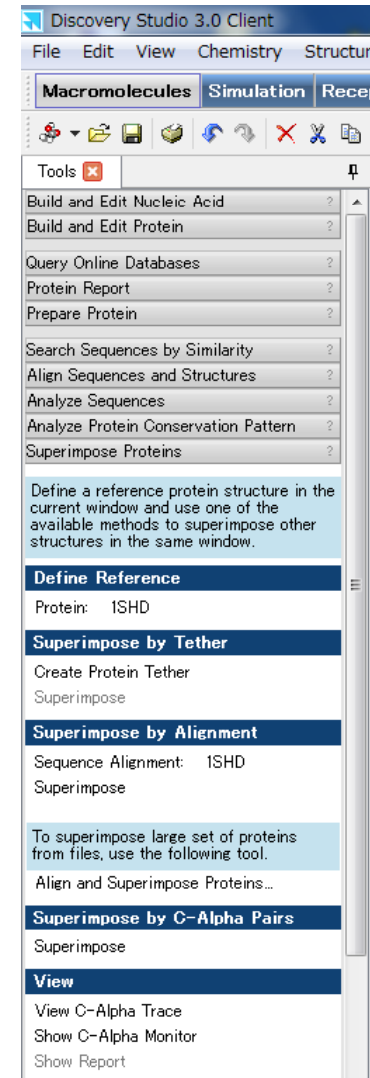 Discovery Studio 3.0 Client
File Edit View Chemistry Structur
Macromolecules Simulation Rece
Tools
Build and Edit Nucleic Acid ?
Build and Edit Protein ?
Query Online Databases ?
Protein Report ?
Prepare Protein ?
Search Sequences by Similarity ?
Align Sequences and Structures ?
Analyze Sequences ?
Analyze Protein Conservation Pattern ?
Superimpose Proteins ?
Define a reference protein structure in the
current window and use one of the
available methods to superimpose other
structures in the same window.
Define Reference
Protein: 1SHD
Superimpose by Tether
Create Protein Tether
Superimpose
Superimpose by Alignment
Sequence Alignment: 1SHD
Superimpose
To superimpose large set of proteins
from files, use the following tool.
Align and Superimpose Proteins...
Superimpose by C-Alpha Pairs
Superimpose
View
View C-Alpha Trace
Show C-Alpha Monitor
Show Report